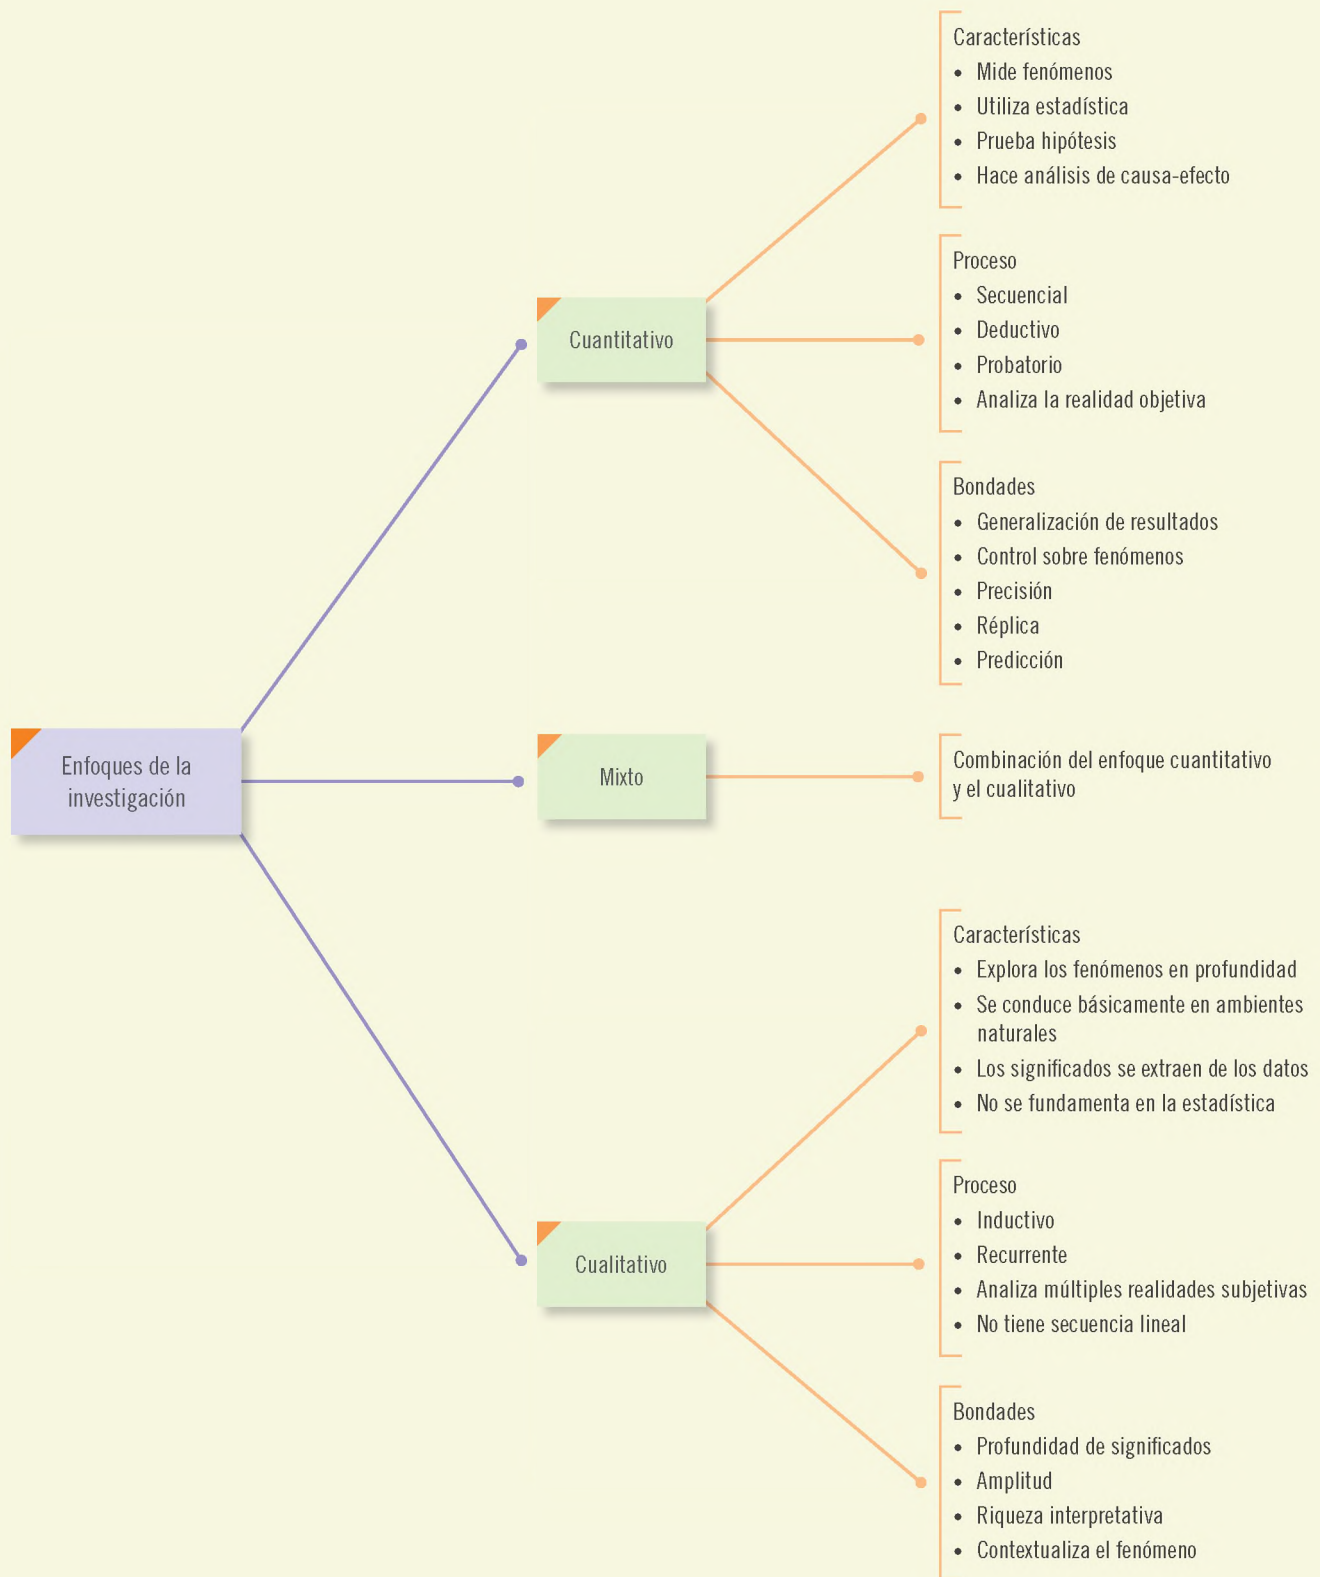 Enfoques de la
investigación
Cuantitativo
Características
• Mide fenómenos
• Utiliza estadística
• Prueba hipótesis
• Hace análisis de causa-efecto
Proceso
• Secuencial
• Deductivo
• Probatorio
• Analiza la realidad objetiva
Bondades
• Generalización de resultados
• Control sobre fenómenos
• Precisión
• Réplica
• Predicción
Mixto
Combinación del enfoque cuantitativo
y el cualitativo
Cualitativo
Características
• Explora los fenómenos en profundidad
• Se conduce básicamente en ambientes
naturales
• Los significados se extraen de los datos
• No se fundamenta en la estadística
Proceso
• Inductivo
• Recurrente
• Analiza múltiples realidades subjetivas
• No tiene secuencia lineal
Bondades
• Profundidad de significados
• Amplitud
• Riqueza interpretativa
• Contextualiza el fenómeno